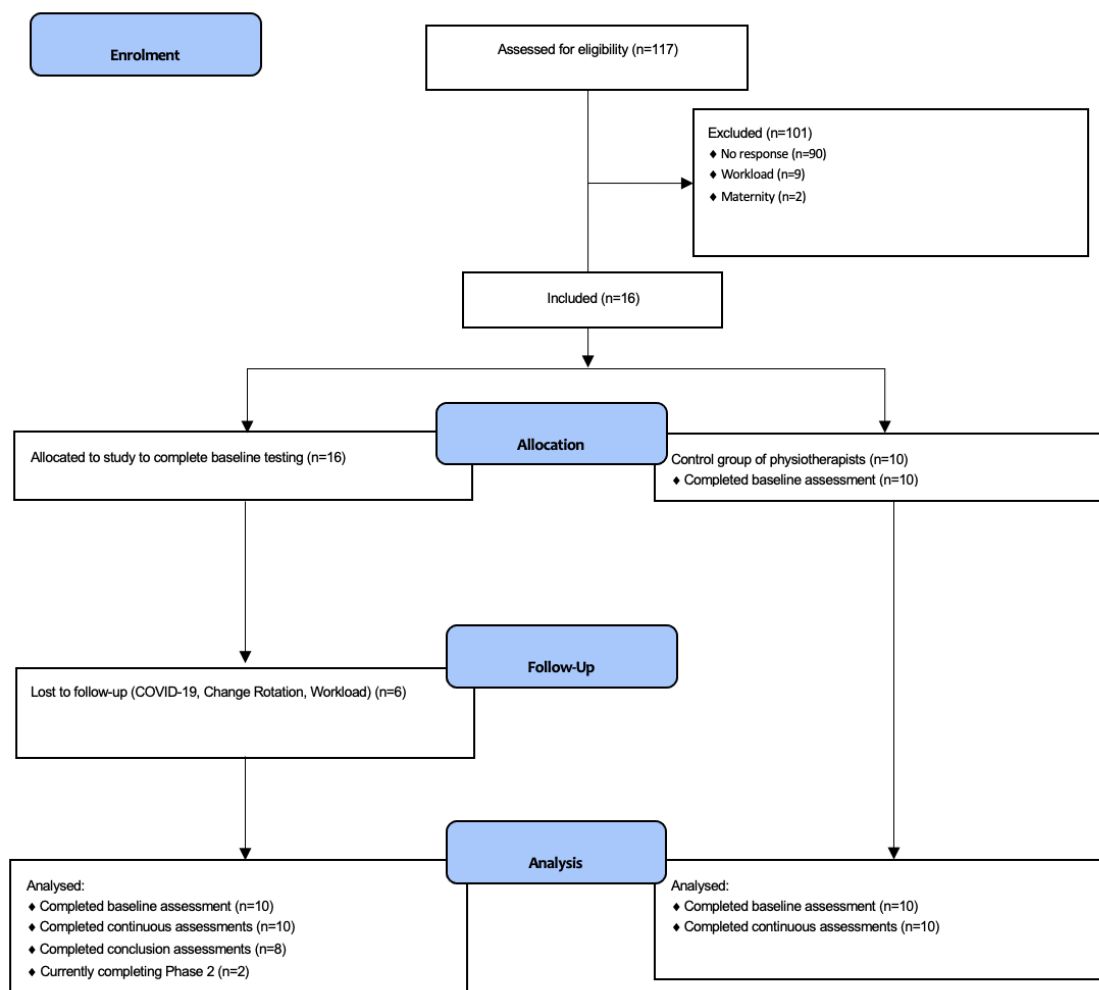 Enrolment
Assessed for eligibility (n=117)
Excluded (n=101)
♦ No response (n=90)
♦ Workload (n=9)
♦ Maternity (n=2)
Included (n=16)
Allocation
Allocated to study to complete baseline testing (n=16)
Control group of physiotherapists (n=10)
♦ Completed baseline assessment (n=10)
Follow-Up
Lost to follow-up (COVID-19, Change Rotation, Workload) (n=6)
Analysis
Analysed:
♦ Completed baseline assessment (n=10)
♦ Completed continuous assessments (n=10)
♦ Completed conclusion assessments (n=8)
♦ Currently completing Phase 2 (n=2)
Analysed:
♦ Completed baseline assessment (n=10)
♦ Completed continuous assessments (n=10)